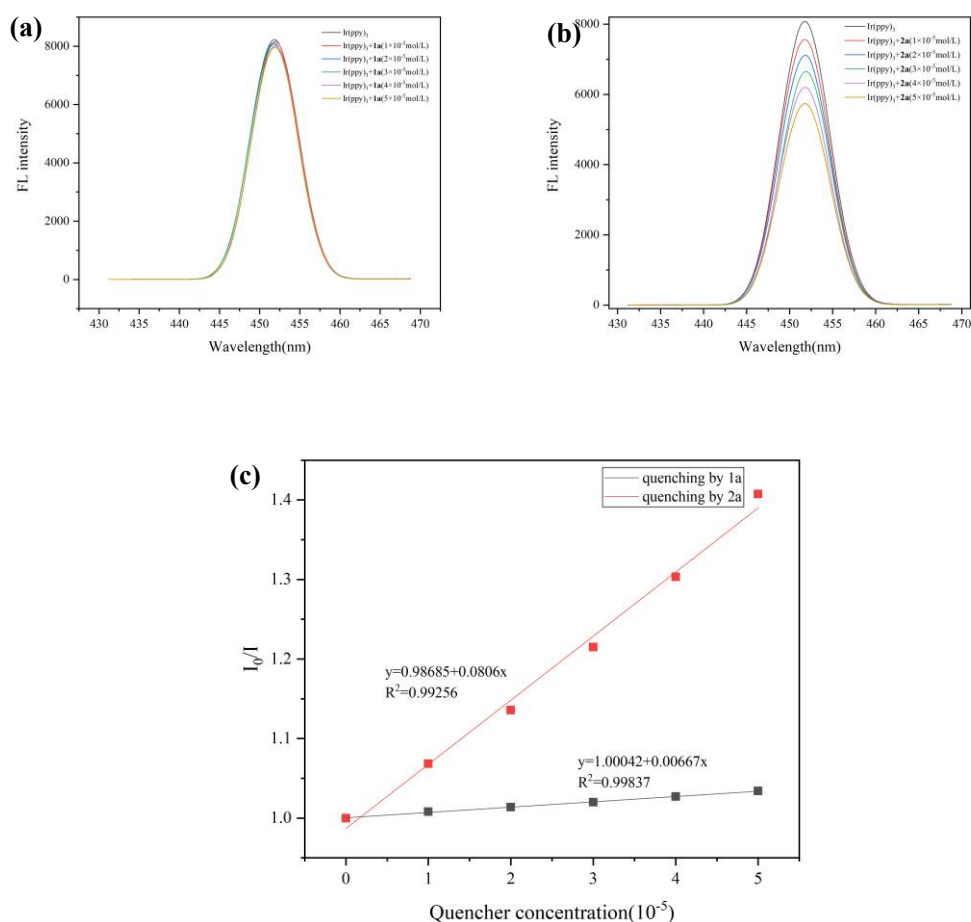 (a)
Ir(ppy)₃
Ir(ppy)₃+1a(1×10⁻⁵mol/L)
Ir(ppy)₃+1a(2×10⁻⁵mol/L)
Ir(ppy)₃+1a(3×10⁻⁵mol/L)
Ir(ppy)₃+1a(4×10⁻⁵mol/L)
Ir(ppy)₃+1a(5×10⁻⁵mol/L)
8000
6000
4000
2000
0
FL intensity
430 435 440 445 450 455 460 465 470
Wavelength(nm)
(b)
Ir(ppy)₃
Ir(ppy)₃+2a(1×10⁻⁵mol/L)
Ir(ppy)₃+2a(2×10⁻⁵mol/L)
Ir(ppy)₃+2a(3×10⁻⁵mol/L)
Ir(ppy)₃+2a(4×10⁻⁵mol/L)
Ir(ppy)₃+2a(5×10⁻⁵mol/L)
8000
7000
6000
5000
4000
3000
2000
1000
0
FL intensity
430 435 440 445 450 455 460 465 470
Wavelength(nm)
(c)
quenching by 1a
quenching by 2a
1.4
1.3
1.2
1.1
1.0
I₀/I
y=0.98685+0.0806x
R²=0.99256
y=1.00042+0.00667x
R²=0.99837
0 1 2 3 4 5
Quencher concentration(10⁻⁵)